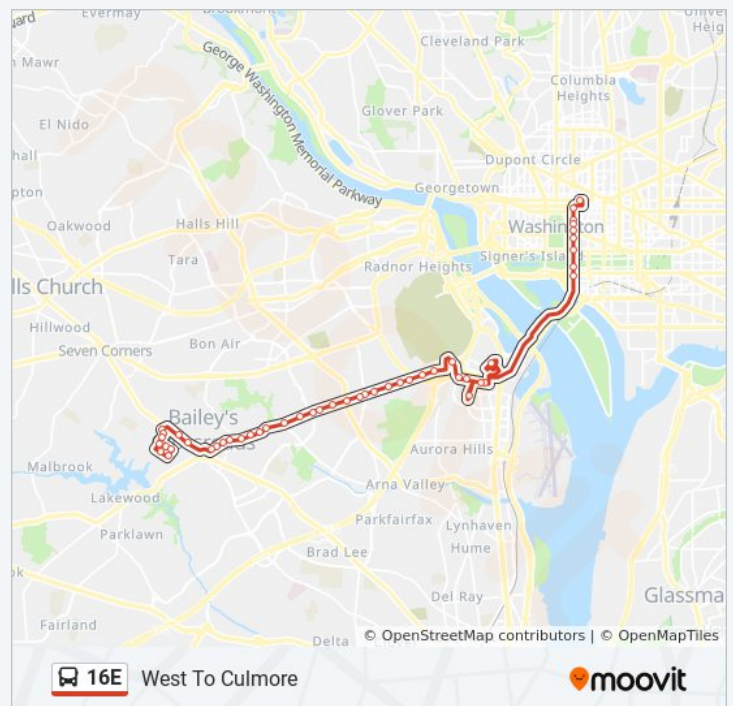 Evermay
Cleveland Park
Mawr
George Washington Memorial Parkway
Columbia
Heights
Glover Park
El Nido
Dupont Circle
Georgetown
Halls Hill
Oakwood
Washington
Tara
Signer's Island
Radnor Heights
lls Church
Hillwood
Bon Air
Seven Corners
Bailey's
Aurora Hills
Malbrook
Arna Valley
Lakewood
Parkfairfax
Parklawn
Lynhaven
Brad Lee
Hume
Del Ray
Glassma
Fairland
Delta
© OpenStreetMap contributors | © OpenMapTiles
16E West To Culmore
moovit